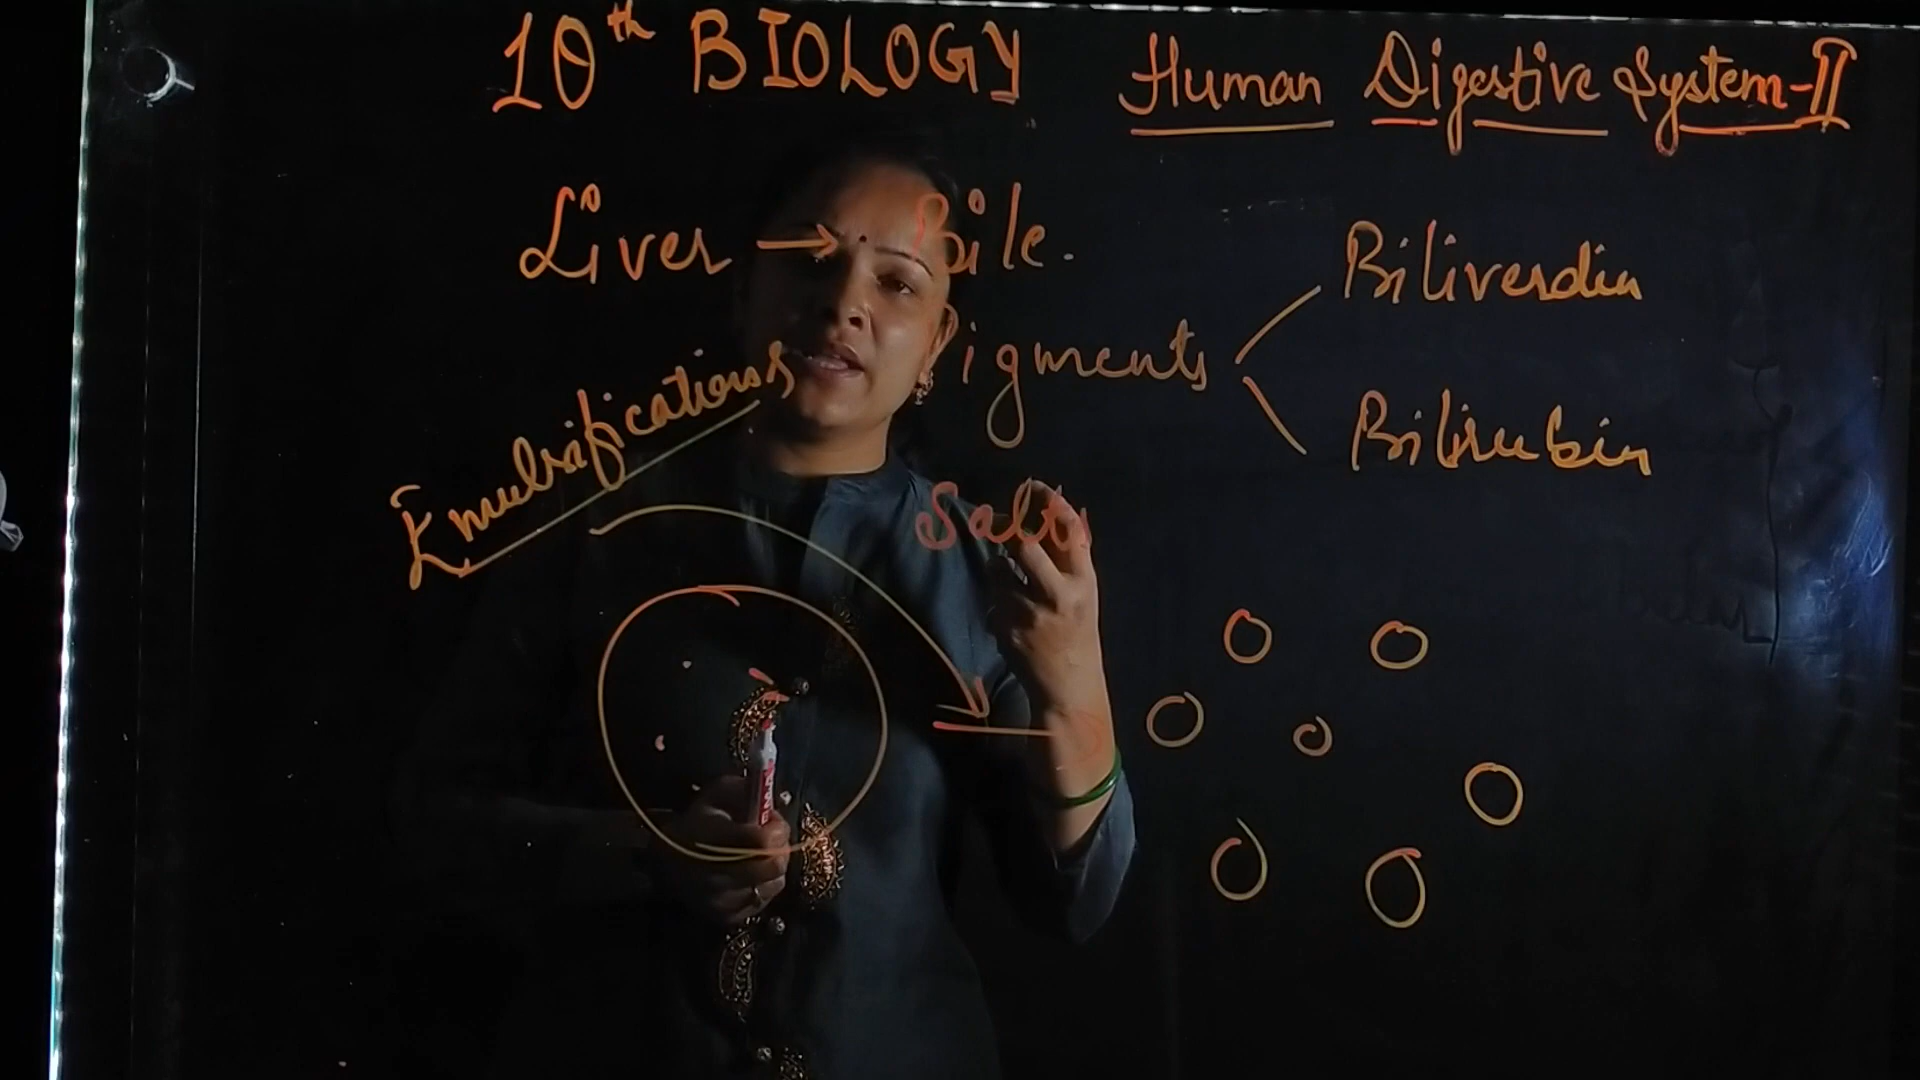 10th BIOLOGY Human Digestive System-II
Liver → Bile.
Pigments
Biliverdin
Bilirubin
Emulsifications
Salts